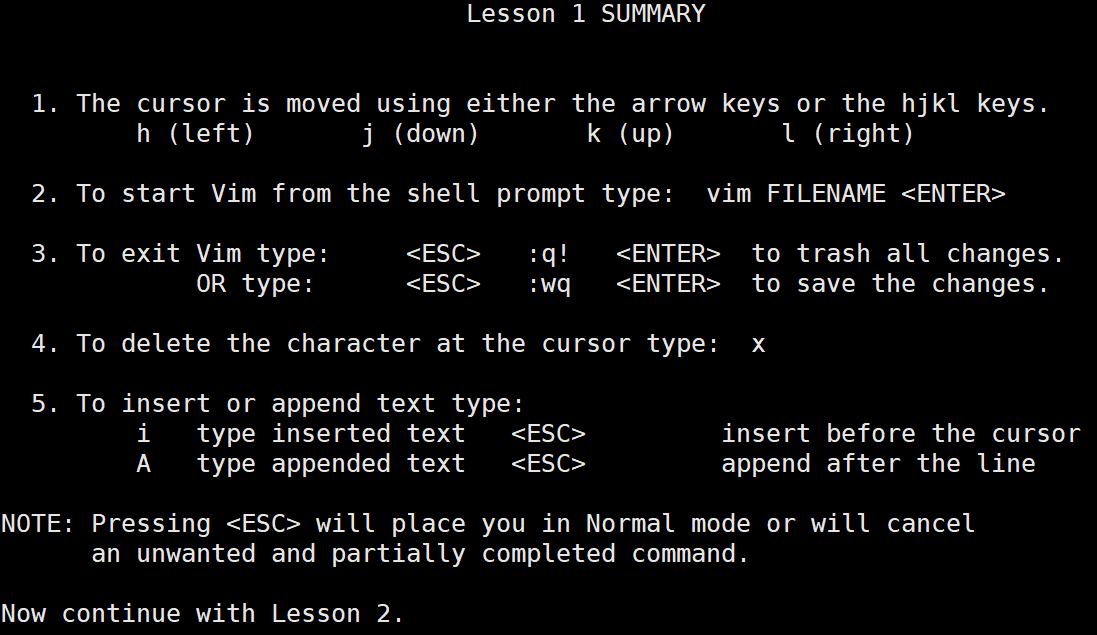 Lesson 1 SUMMARY
1. The cursor is moved using either the arrow keys or the hjkl keys.
h (left) j (down) k (up) l (right)
2. To start Vim from the shell prompt type: vim FILENAME <ENTER>
3. To exit Vim type: <ESC> :q! <ENTER> to trash all changes.
OR type: <ESC> :wq <ENTER> to save the changes.
4. To delete the character at the cursor type: x
5. To insert or append text type:
i type inserted text <ESC> insert before the cursor
A type appended text <ESC> append after the line
NOTE: Pressing <ESC> will place you in Normal mode or will cancel
an unwanted and partially completed command.
Now continue with Lesson 2.